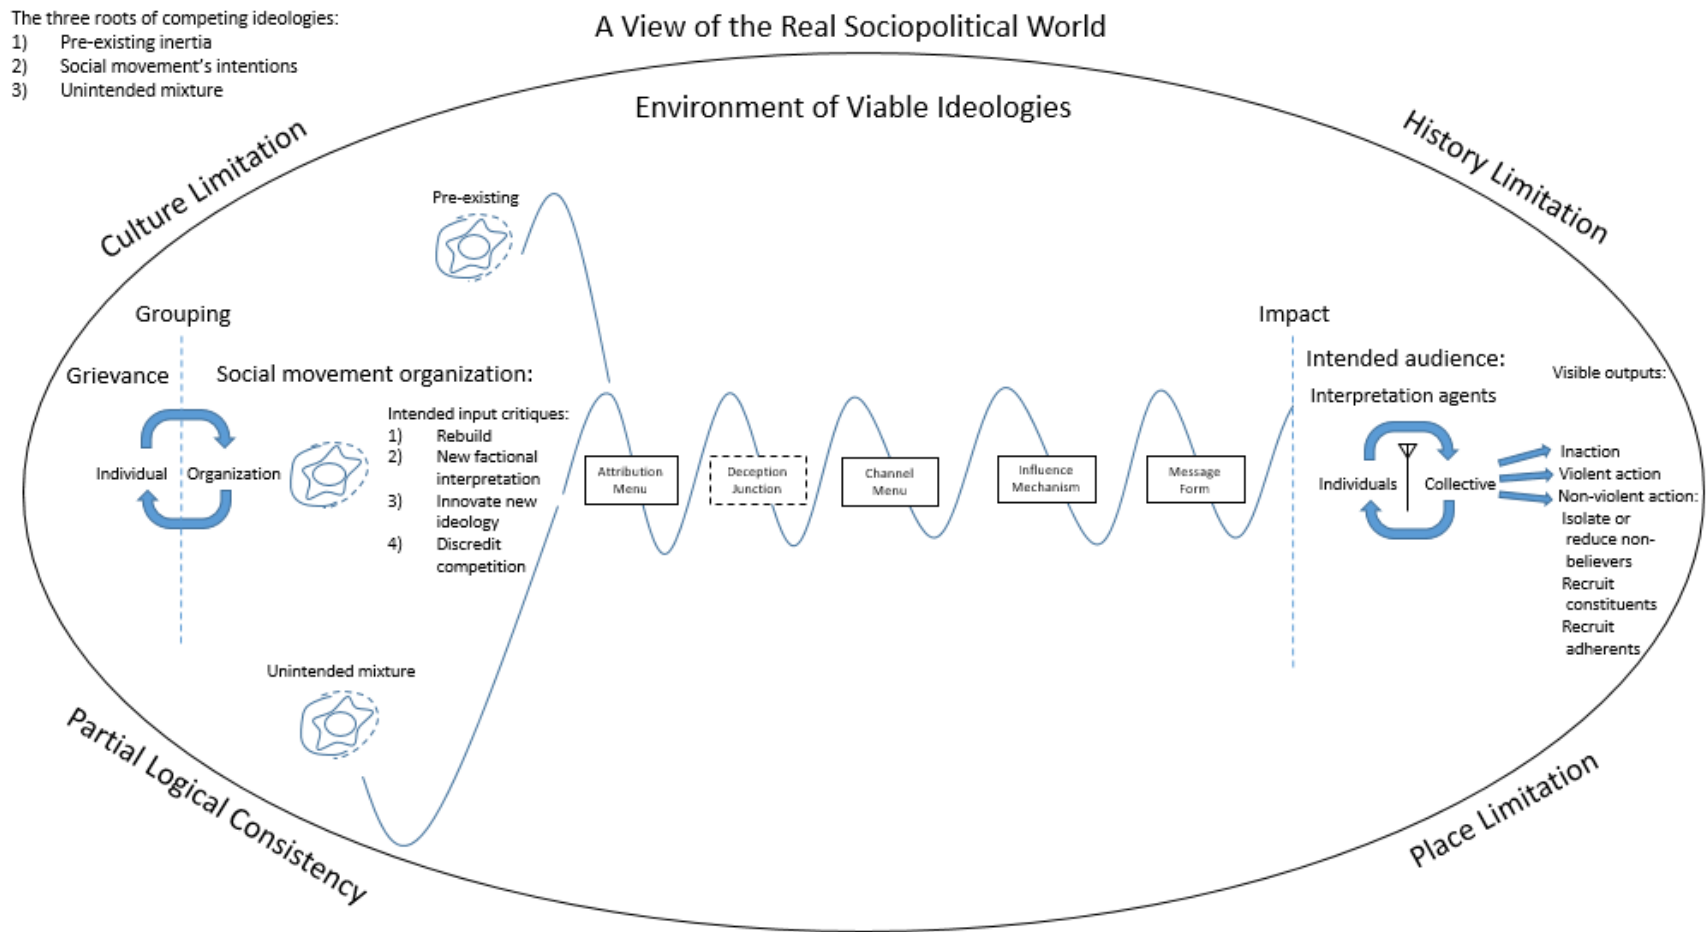 The three roots of competing ideologies:
1) Pre-existing inertia
2) Social movement's intentions
3) Unintended mixture
A View of the Real Sociopolitical World
Environment of Viable Ideologies
Culture Limitation
History Limitation
Pre-existing
Grouping
Grievance
Individual
Organization
Social movement organization:
Intended input critiques:
1) Rebuild
2) New factional
interpretation
3) Innovate new
ideology
4) Discredit
competition
Unintended mixture
Attribution
Menu
Deception
Junction
Channel
Menu
Influence
Mechanism
Message
Form
Impact
Intended audience:
Interpretation agents
Individuals
Collective
Visible outputs:
Inaction
Violent action
Non-violent action:
Isolate or
reduce non-
believers
Recruit
constituents
Recruit
adherents
Partial Logical Consistency
Place Limitation